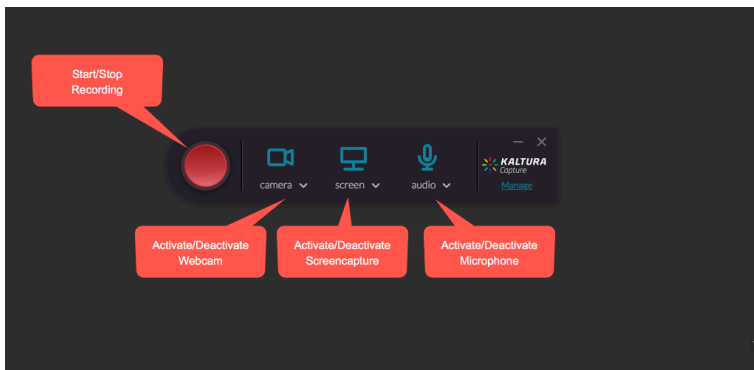 Start/Stop
Recording
KALTURA
Capture
camera
screen
audio
Manage
Activate/Deactivate
Webcam
Activate/Deactivate
Screencapture
Activate/Deactivate
Microphone